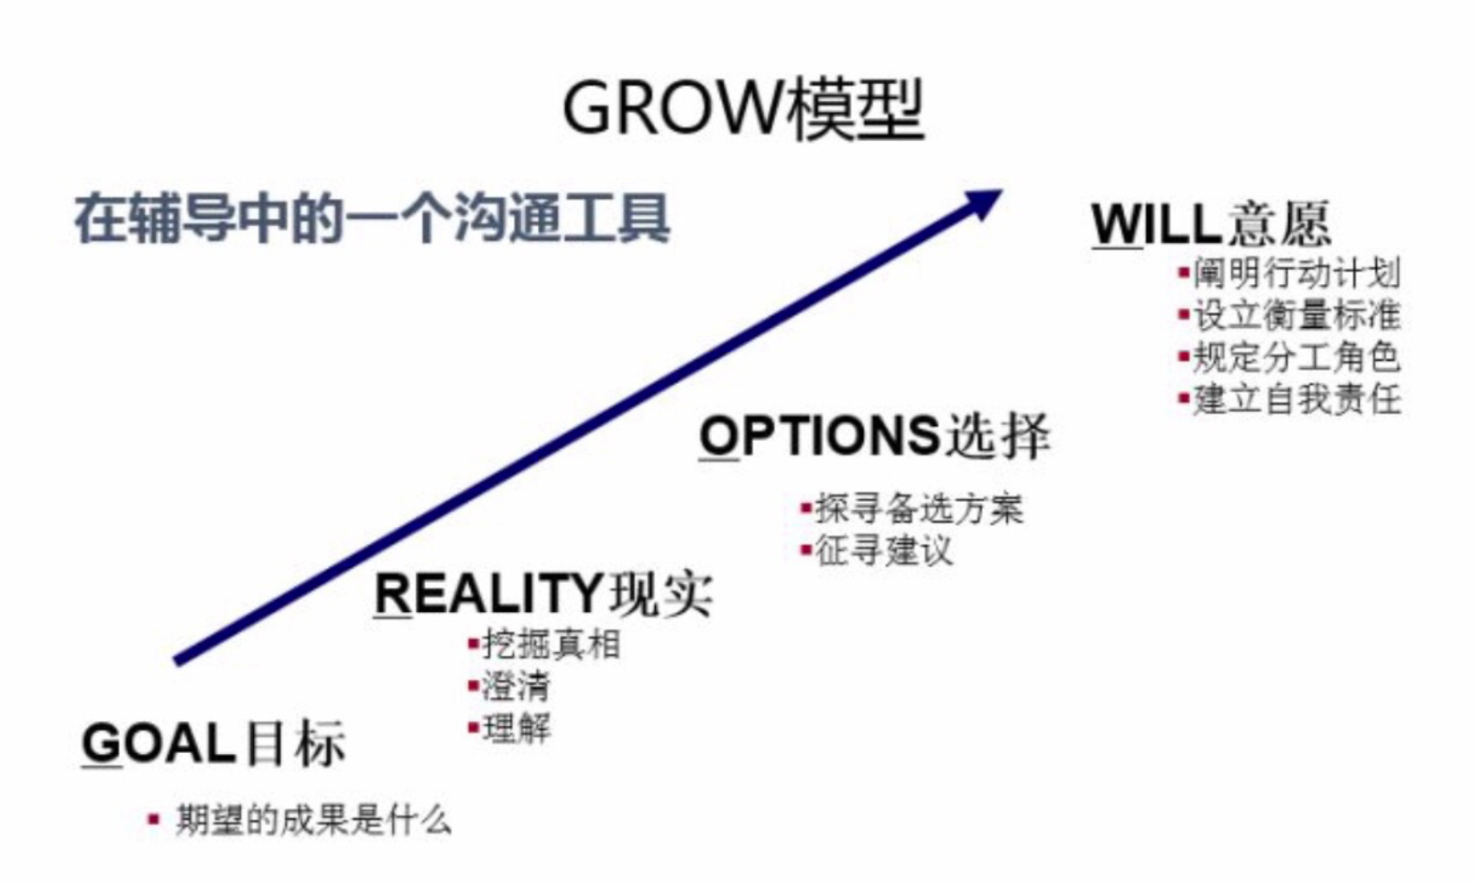 GROW模型
在辅导中的一个沟通工具
WILL意愿
▪阐明行动计划
▪设立衡量标准
▪规定分工角色
▪建立自我责任
OPTIONS选择
▪探寻备选方案
▪征寻建议
REALITY现实
▪挖掘真相
▪澄清
▪理解
GOAL目标
▪ 期望的成果是什么